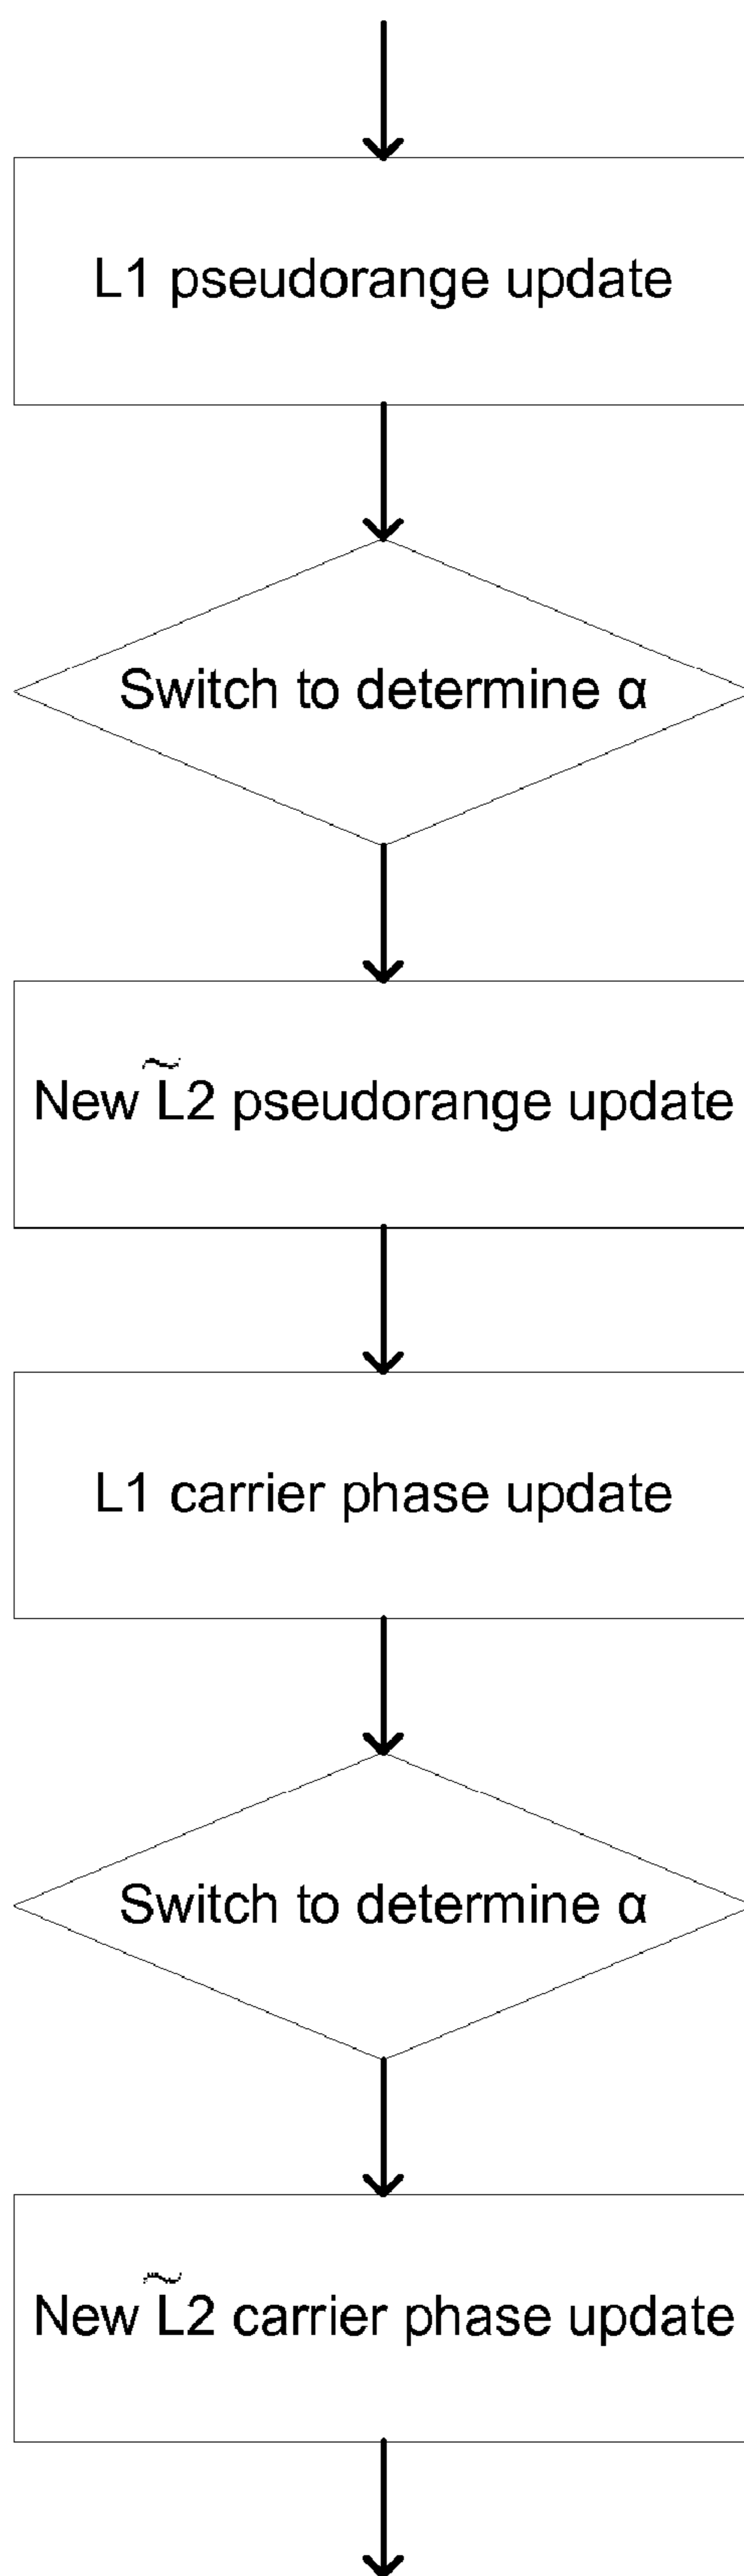 L1 pseudorange update
Switch to determine α
New L̃2 pseudorange update
L1 carrier phase update
Switch to determine α
New L̃2 carrier phase update